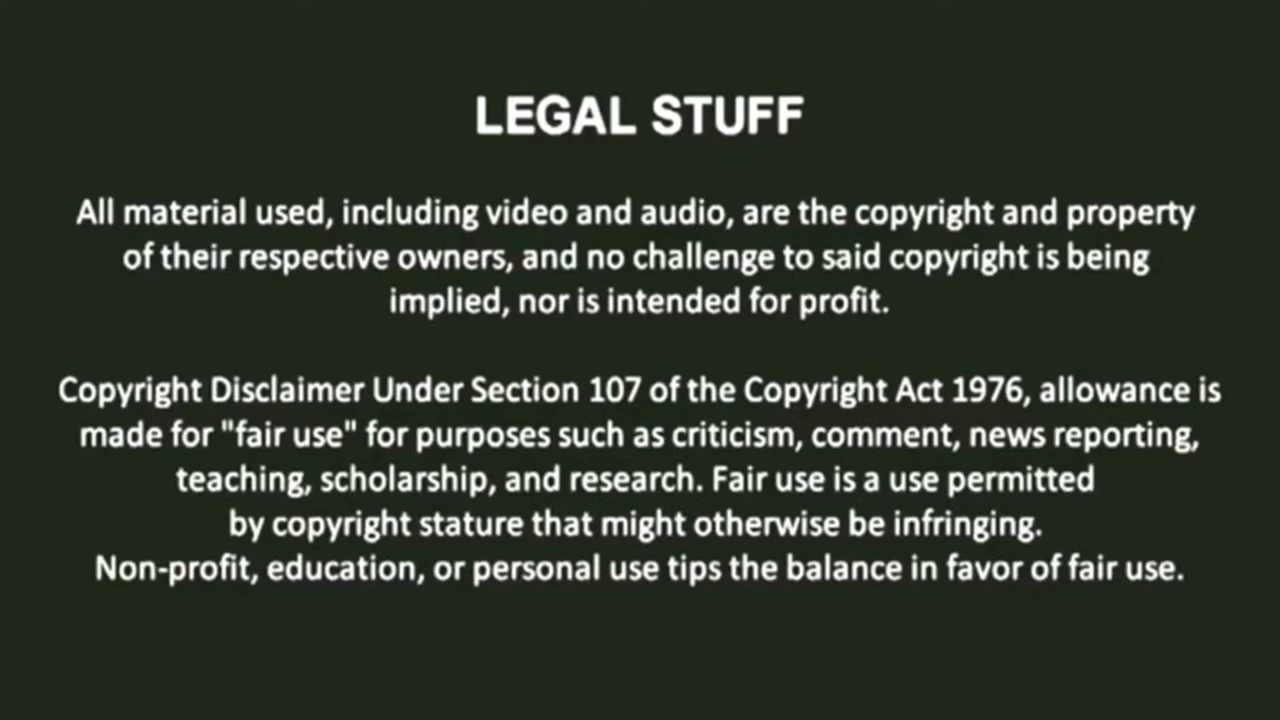 LEGAL STUFF
All material used, including video and audio, are the copyright and property
of their respective owners, and no challenge to said copyright is being
implied, nor is intended for profit.
Copyright Disclaimer Under Section 107 of the Copyright Act 1976, allowance is
made for "fair use" for purposes such as criticism, comment, news reporting,
teaching, scholarship, and research. Fair use is a use permitted
by copyright stature that might otherwise be infringing.
Non-profit, education, or personal use tips the balance in favor of fair use.